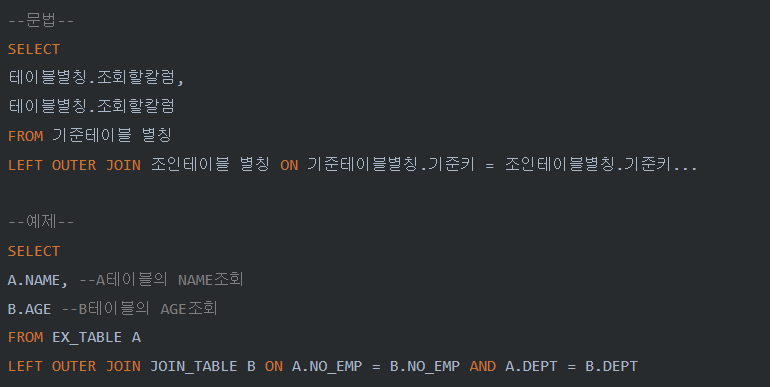 --문법--
SELECT
테이블별칭.조회할칼럼,
테이블별칭.조회할칼럼
FROM 기준테이블 별칭
LEFT OUTER JOIN 조인테이블 별칭 ON 기준테이블별칭.기준키 = 조인테이블별칭.기준키...
--예제--
SELECT
A.NAME, --A테이블의 NAME조회
B.AGE --B테이블의 AGE조회
FROM EX_TABLE A
LEFT OUTER JOIN JOIN_TABLE B ON A.NO_EMP = B.NO_EMP AND A.DEPT = B.DEPT